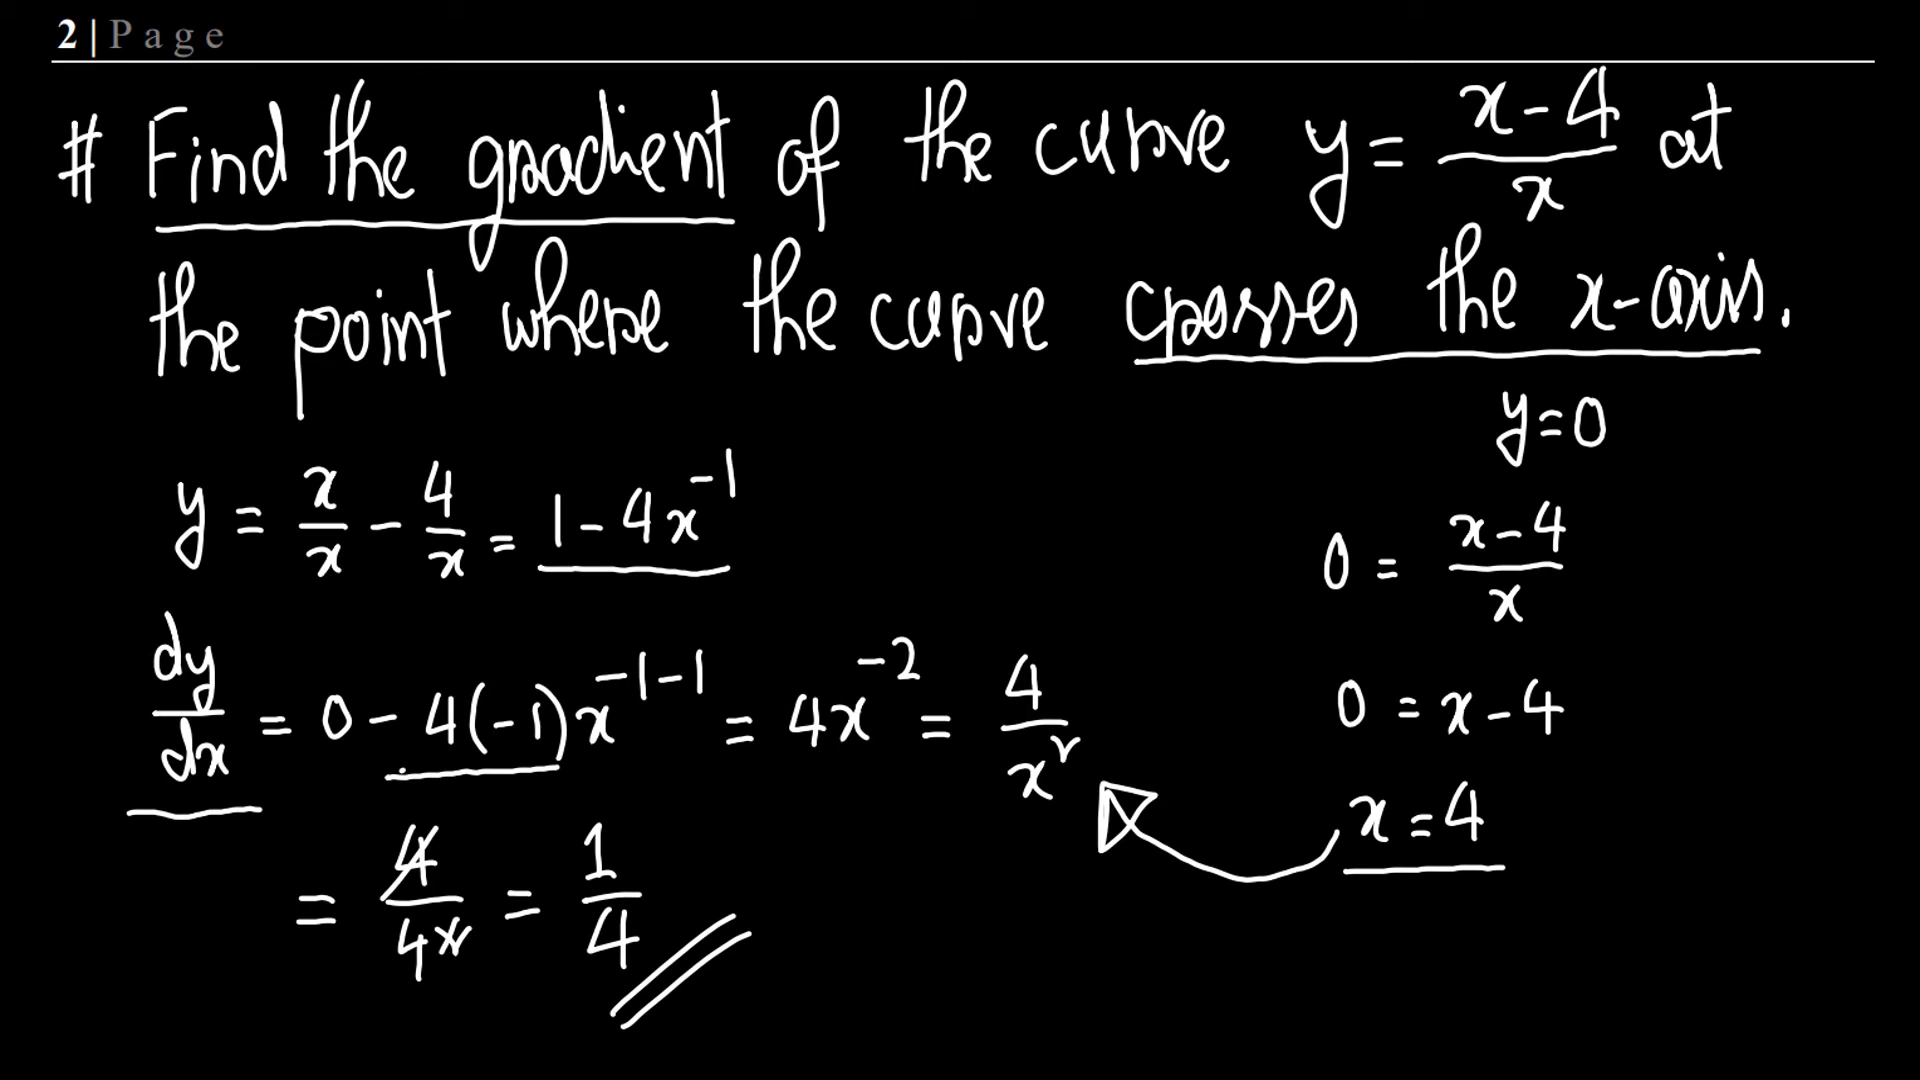 2 | Page
# Find the gradient of the curve y = (x-4)/x at
the point where the curve crosses the x-axis.
y=0
y = x/x - 4/x = 1-4x^-1
0 = (x-4)/x
dy/dx = 0 - 4(-1)x^-1-1 = 4x^-2 = 4/x^2
0 = x-4
x=4
= 4/4^2 = 1/4